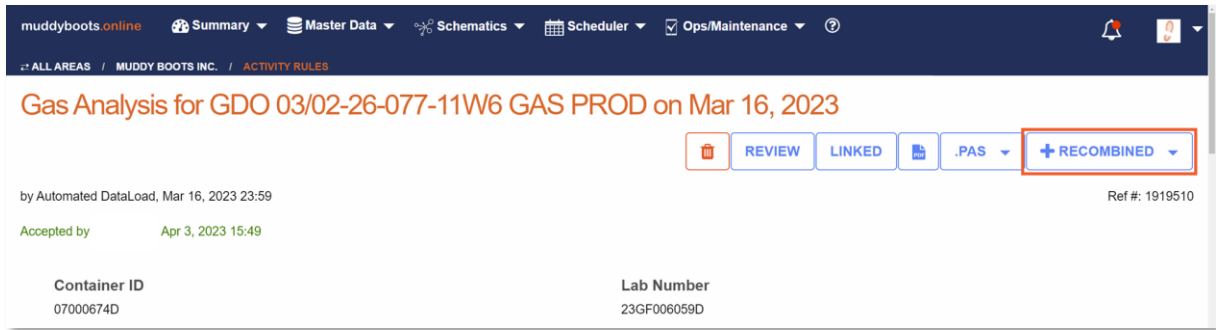 muddyboots.online Summary Master Data Schematics Scheduler Ops/Maintenance ?
ALL AREAS / MUDDY BOOTS INC. / ACTIVITY RULES
Gas Analysis for GDO 03/02-26-077-11W6 GAS PROD on Mar 16, 2023
REVIEW LINKED PDF .PAS + RECOMBINED
by Automated DataLoad, Mar 16, 2023 23:59 Ref #: 1919510
Accepted by Apr 3, 2023 15:49
Container ID Lab Number
07000674D 23GF006059D